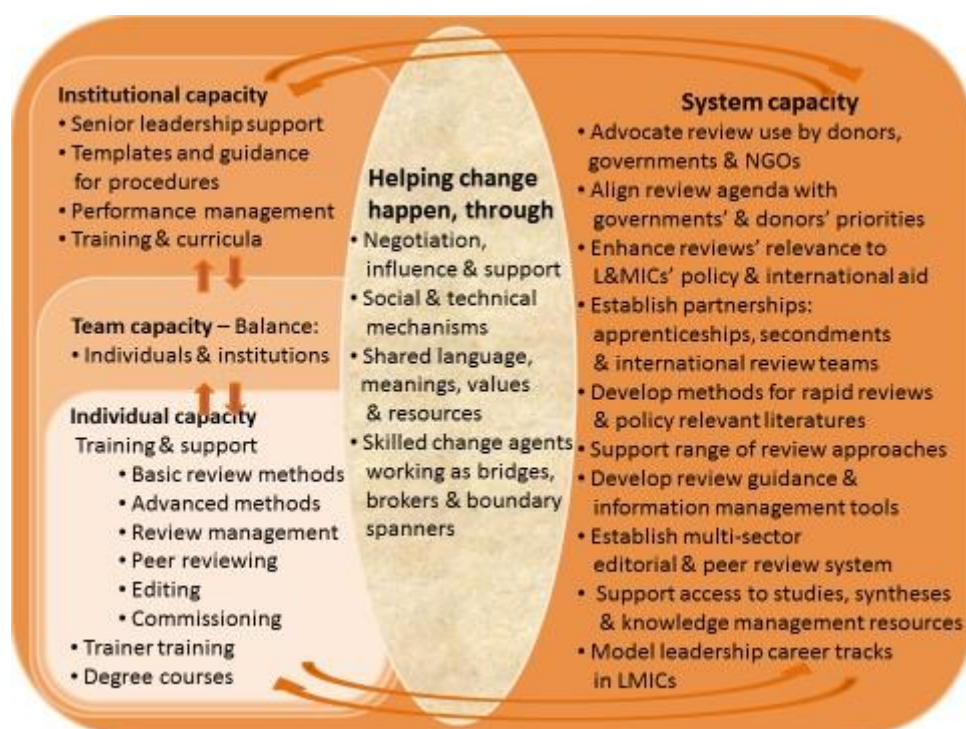 Institutional capacity
• Senior leadership support
• Templates and guidance
for procedures
• Performance management
• Training & curricula
Team capacity – Balance:
• Individuals & institutions
Individual capacity
Training & support
• Basic review methods
• Advanced methods
• Review management
• Peer reviewing
• Editing
• Commissioning
• Trainer training
• Degree courses
Helping change
happen, through
• Negotiation,
influence & support
• Social & technical
mechanisms
• Shared language,
meanings, values
& resources
• Skilled change agents
working as bridges,
brokers & boundary
spanners
System capacity
• Advocate review use by donors,
governments & NGOs
• Align review agenda with
governments’ & donors’ priorities
• Enhance reviews’ relevance to
L&MICs’ policy & international aid
• Establish partnerships:
apprenticeships, secondments
& international review teams
• Develop methods for rapid reviews
& policy relevant literatures
• Support range of review approaches
• Develop review guidance &
information management tools
• Establish multi-sector
editorial & peer review system
• Support access to studies, syntheses
& knowledge management resources
• Model leadership career tracks
in LMICs